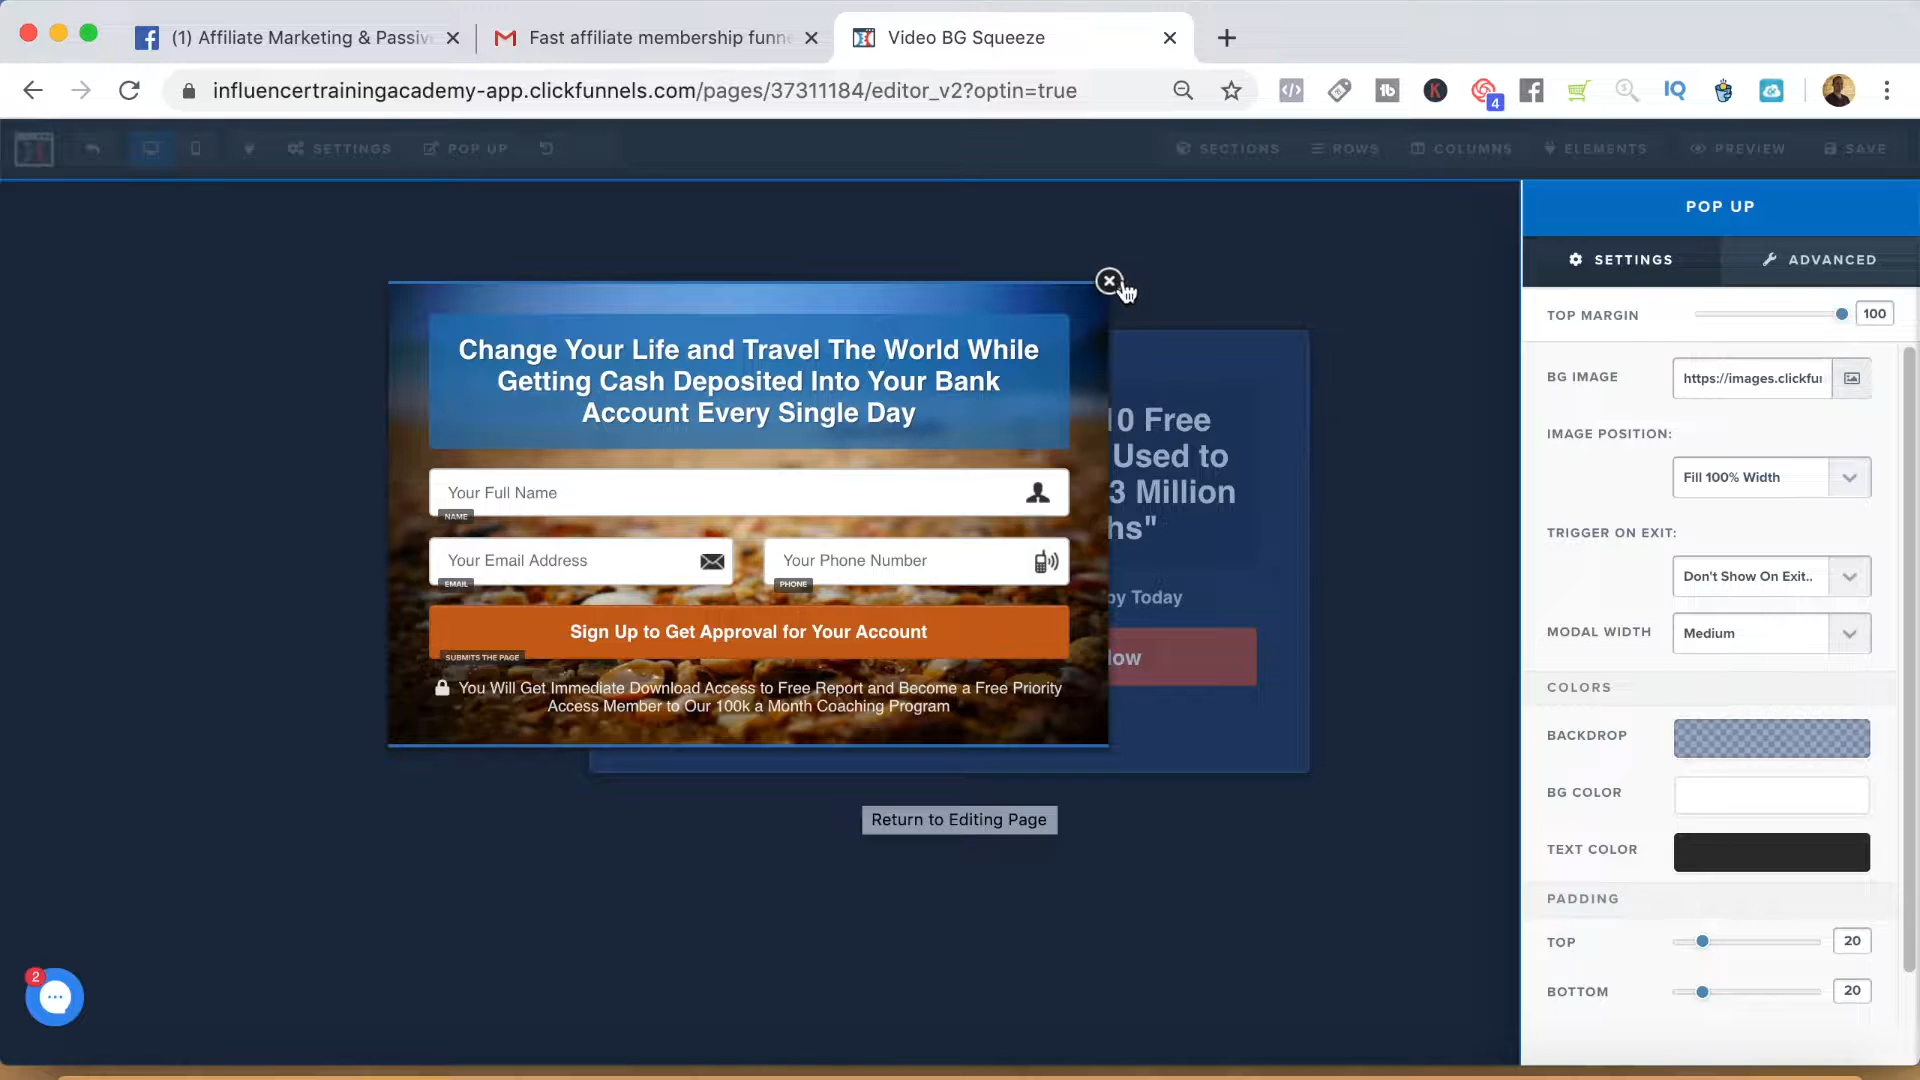 (1) Affiliate Marketing & Passiv
Fast affiliate membership funne
Video BG Squeeze
influencertrainingacademy-app.clickfunnels.com/pages/37311184/editor_v2?optin=true
4
SETTINGS
POP UP
SECTIONS
ROWS
COLUMNS
ELEMENTS
PREVIEW
SAVE
POP UP
SETTINGS
ADVANCED
TOP MARGIN
100
BG IMAGE
https://images.clickfu
IMAGE POSITION:
Fill 100% Width
TRIGGER ON EXIT:
Don't Show On Exit..
MODAL WIDTH
Medium
COLORS
BACKDROP
BG COLOR
TEXT COLOR
PADDING
TOP
20
BOTTOM
20
Change Your Life and Travel The World While
Getting Cash Deposited Into Your Bank
Account Every Single Day
Your Full Name
NAME
Your Email Address
EMAIL
Your Phone Number
PHONE
Sign Up to Get Approval for Your Account
SUBMITS THE PAGE
You Will Get Immediate Download Access to Free Report and Become a Free Priority
Access Member to Our 100k a Month Coaching Program
10 Free
Used to
3 Million
hs"
by Today
low
Return to Editing Page
2